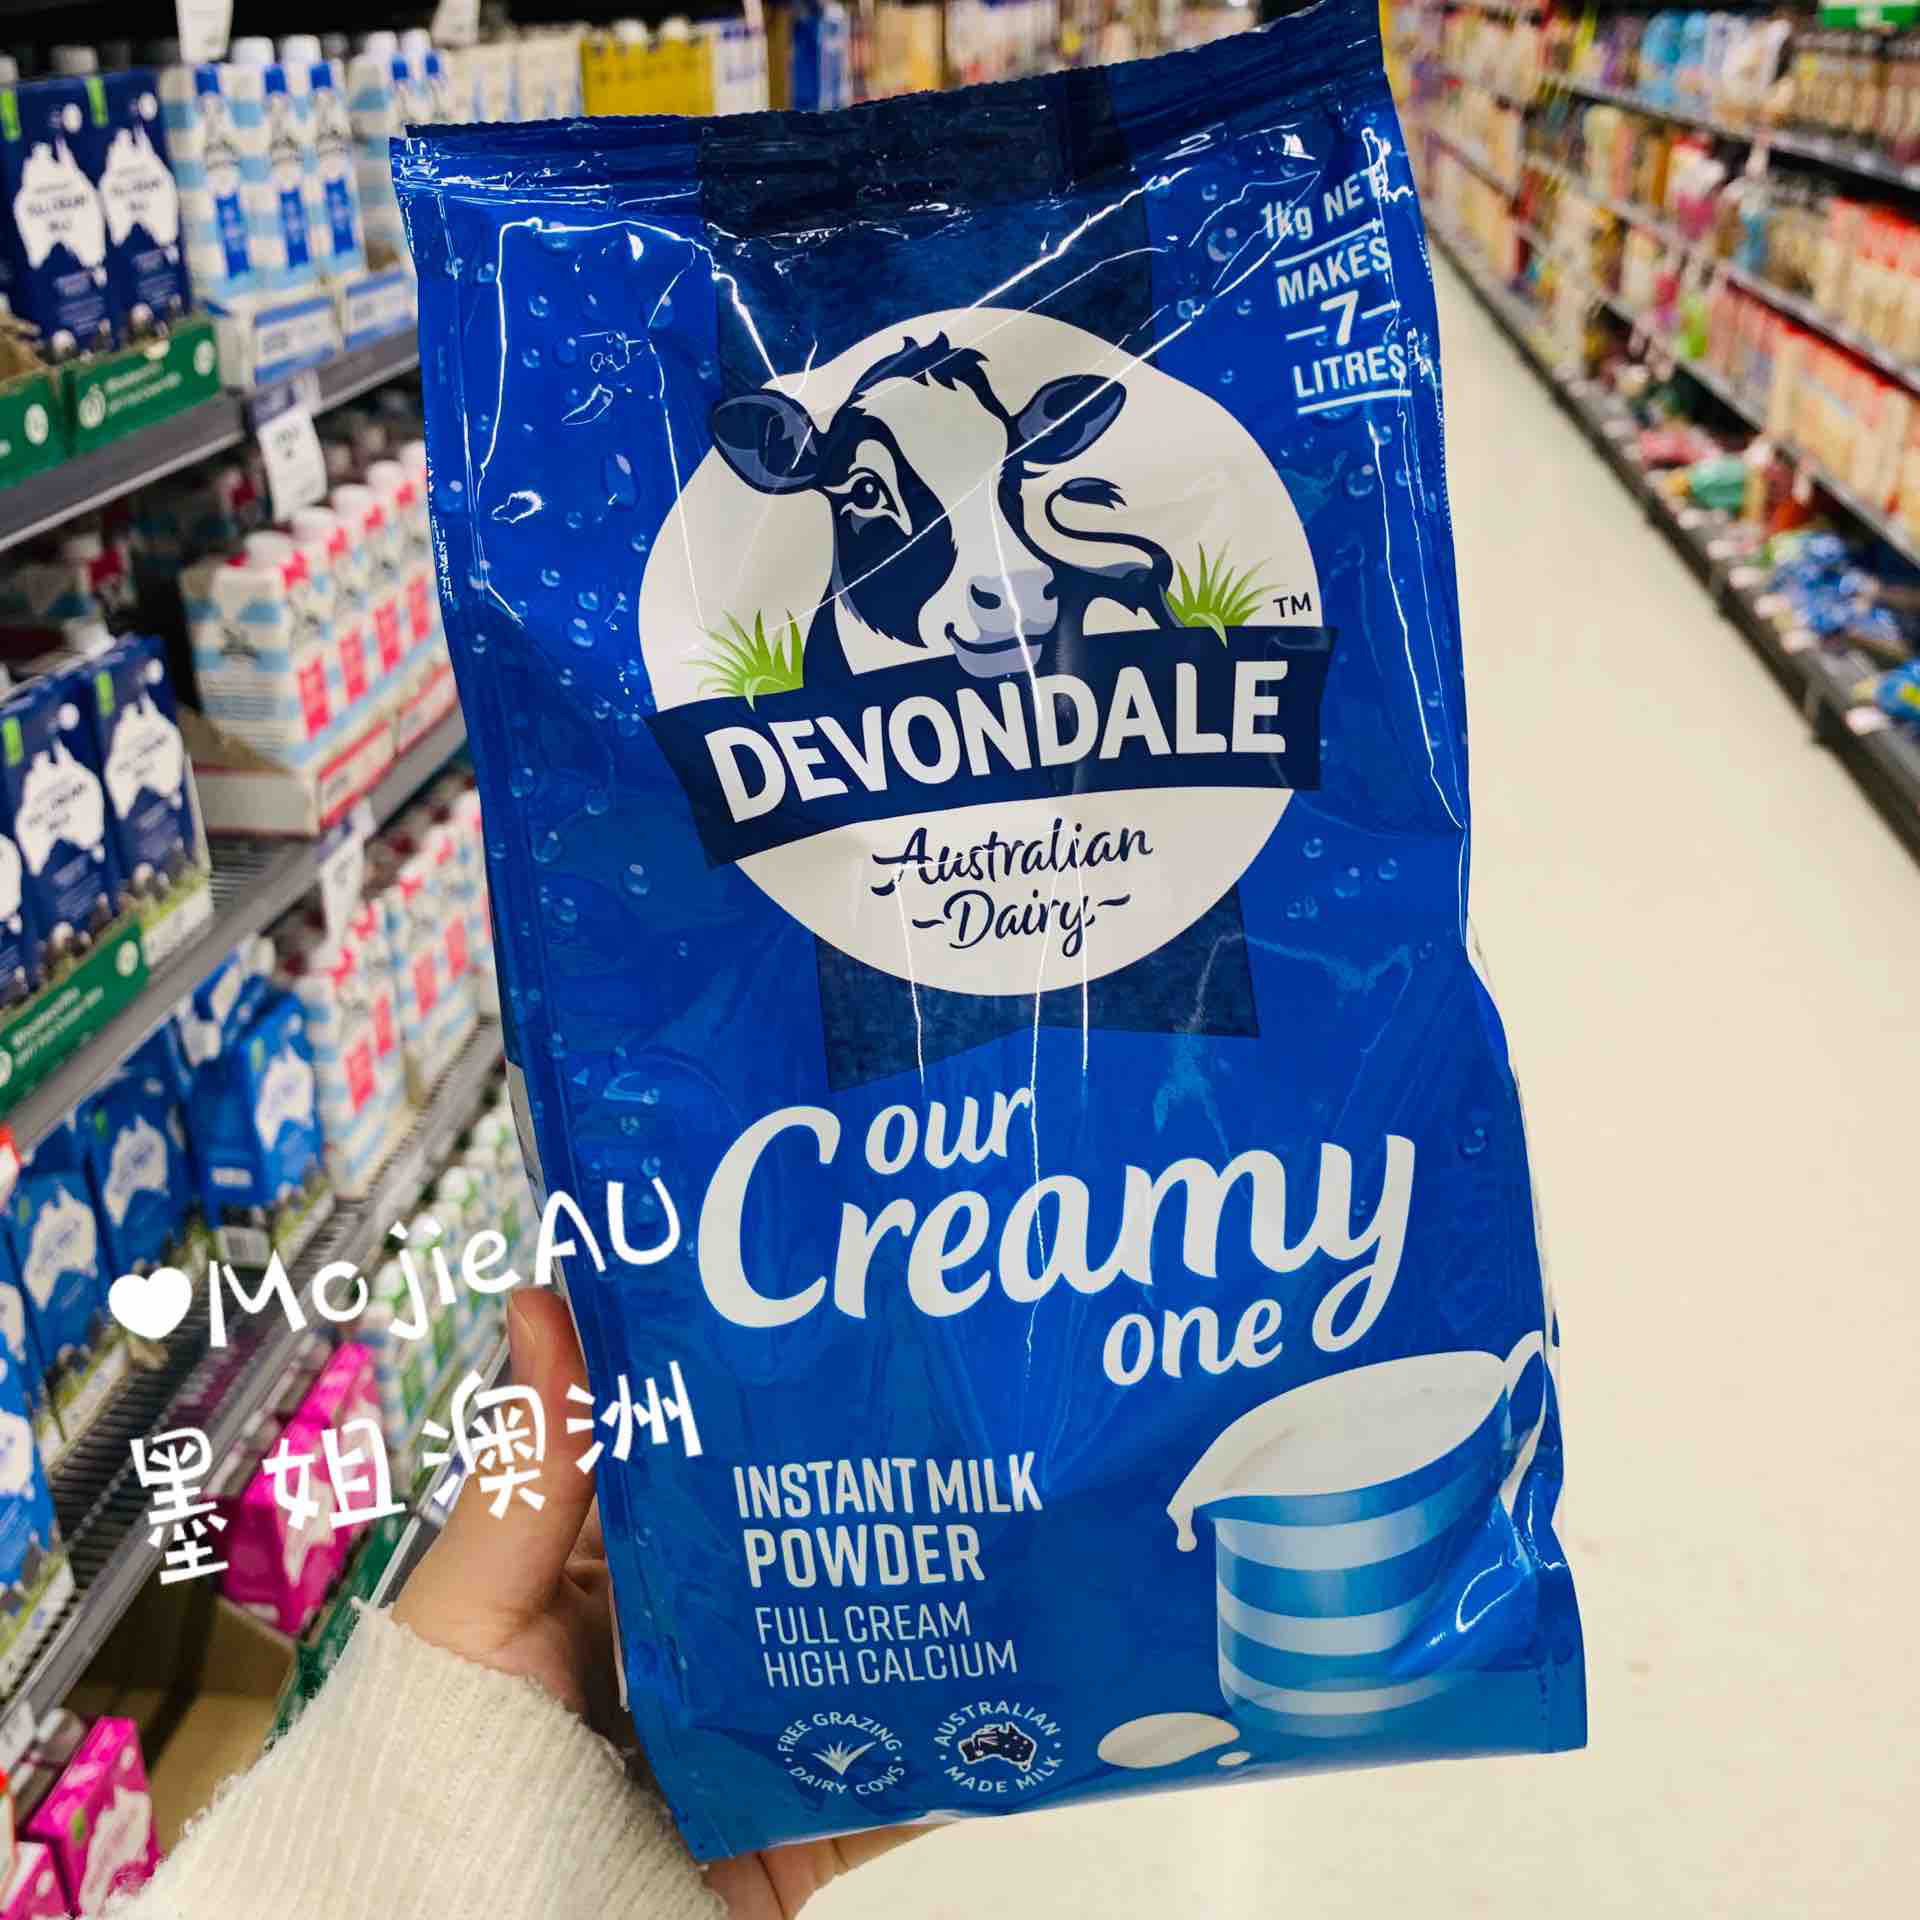 1kg NET
MAKES
7
LITRES
TM
DEVONDALE
Australian
Dairy
our
Creamy
one
MojieAU
墨姐澳洲
INSTANT MILK
POWDER
FULL CREAM
HIGH CALCIUM
FREE GRAZING DAIRY COWS
AUSTRALIAN MADE MILK